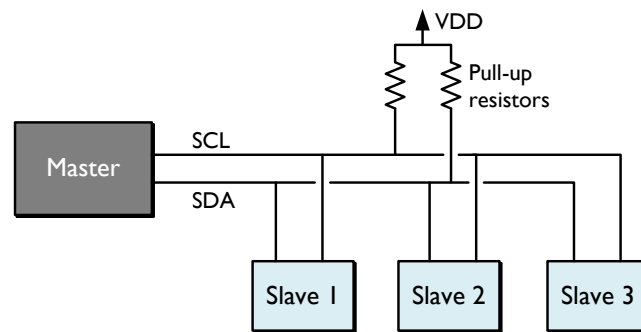 VDD
Pull-up
resistors
SCL
Master
SDA
Slave 1
Slave 2
Slave 3